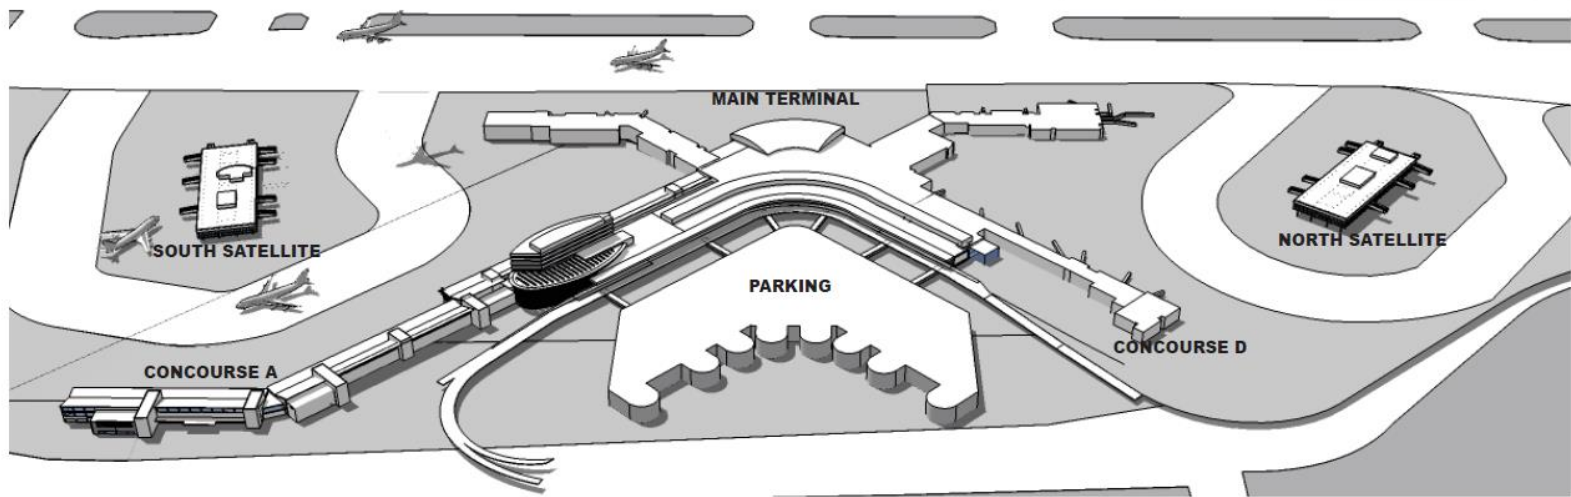 MAIN TERMINAL
SOUTH SATELLITE
NORTH SATELLITE
PARKING
CONCOURSE D
CONCOURSE A